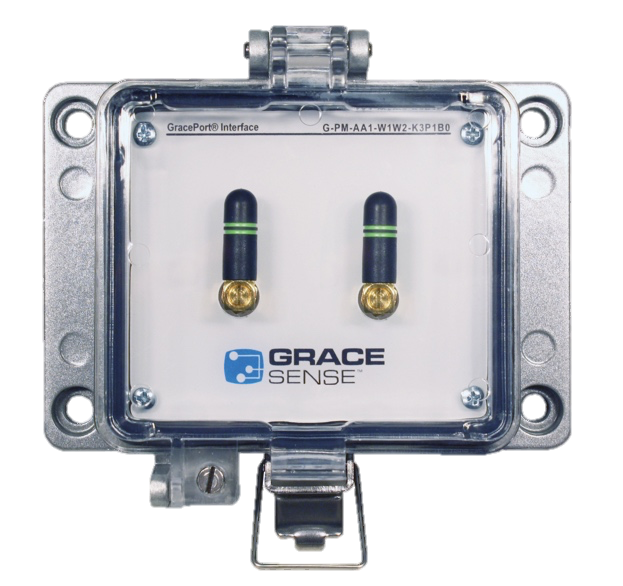 GracePort® Interface G-PM-AA1-W1W2-K3P1B0
GRACE
SENSE™